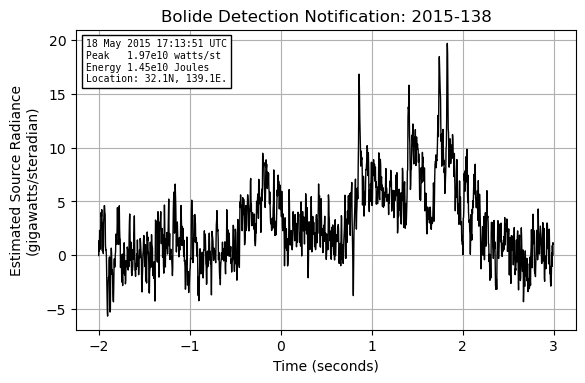 Bolide Detection Notification: 2015-138
18 May 2015 17:13:51 UTC
Peak   1.97e10 watts/st
Energy 1.45e10 Joules
Location: 32.1N, 139.1E.
Estimated Source Radiance
(gigawatts/steradian)
20
15
10
5
0
−5
−2
−1
0
1
2
3
Time (seconds)